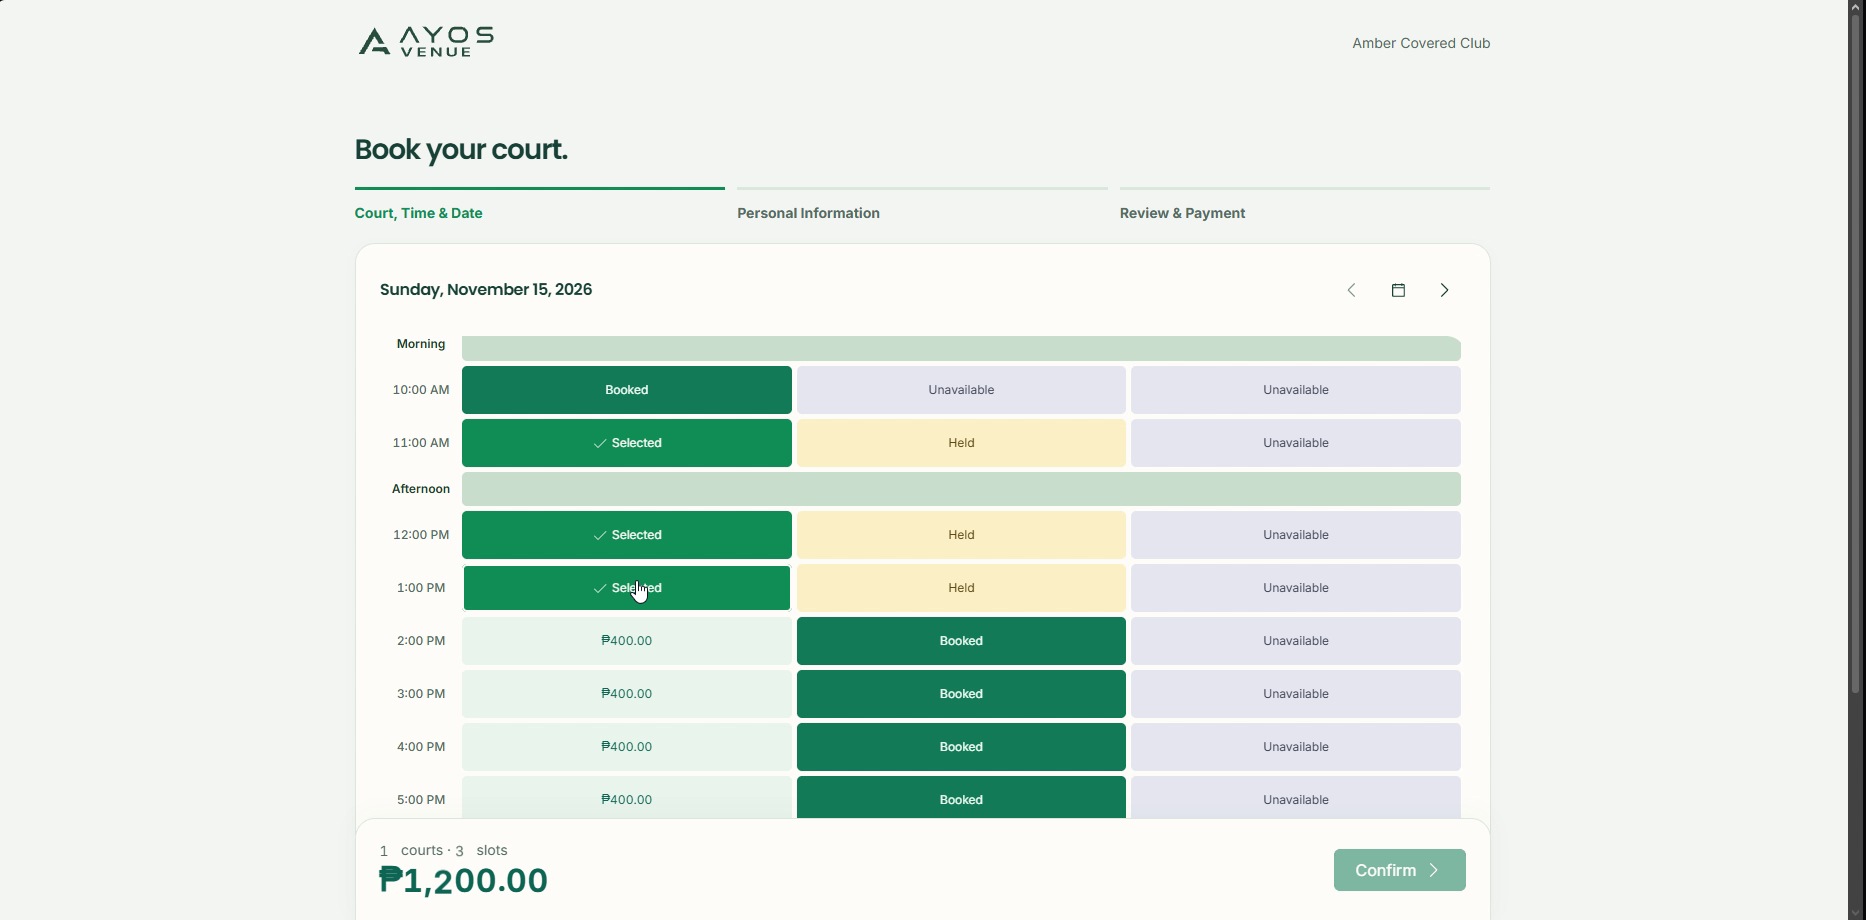 AYOS
VENUE
Amber Covered Club
Book your court.
Court, Time & Date
Personal Information
Review & Payment
Sunday, November 15, 2026
Morning
10:00 AM Booked Unavailable Unavailable
11:00 AM Selected Held Unavailable
Afternoon
12:00 PM Selected Held Unavailable
1:00 PM Selected Held Unavailable
2:00 PM ₱400.00 Booked Unavailable
3:00 PM ₱400.00 Booked Unavailable
4:00 PM ₱400.00 Booked Unavailable
5:00 PM ₱400.00 Booked Unavailable
1 courts · 3 slots
₱1,200.00
Confirm